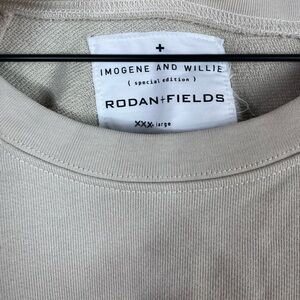 +
IMOGENE AND WILLIE
( special edition )
RODAN+FIELDS
XXX-large